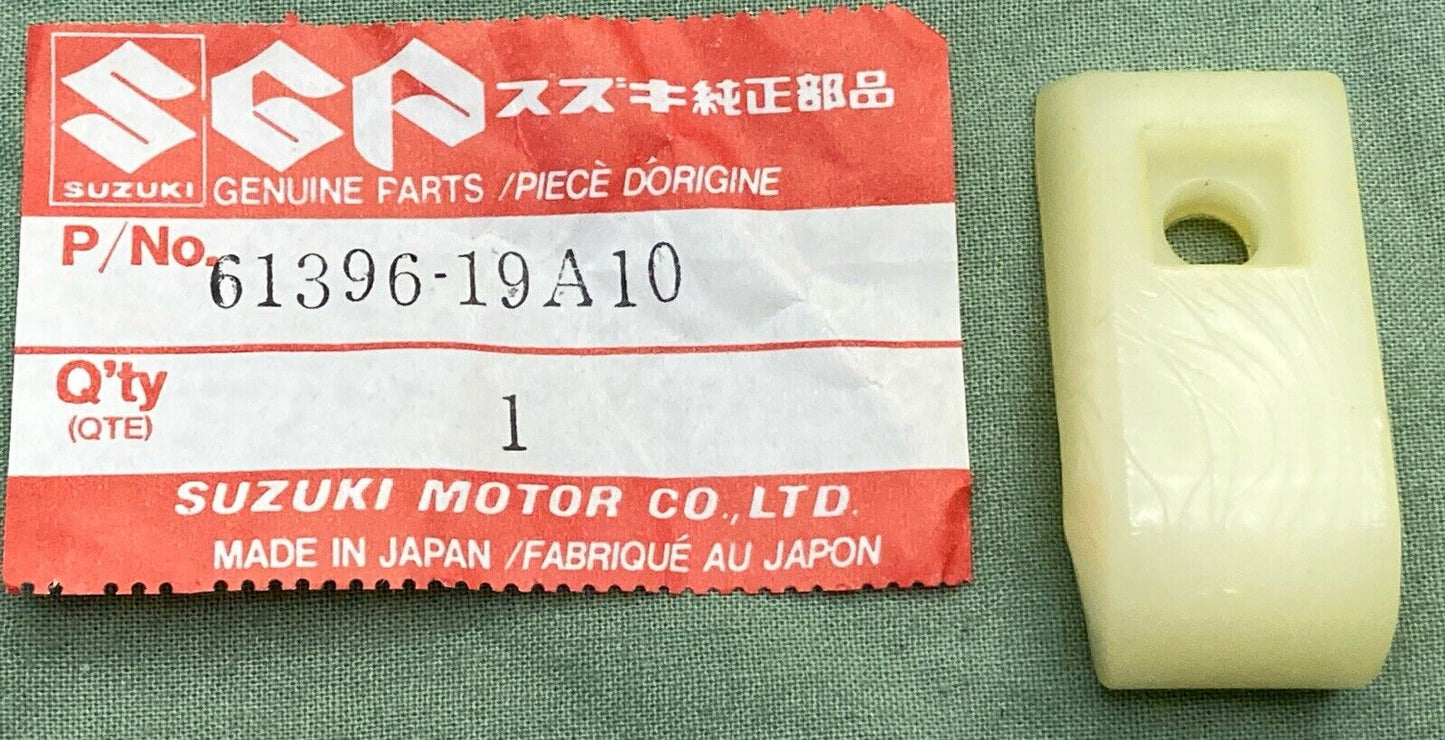 SUZUKI
SGP スズキ純正部品
GENUINE PARTS /PIECÈ D'ORIGINE
P/No. 61396-19A10
Q'ty 1
(QTE)
SUZUKI MOTOR CO.,LTD.
MADE IN JAPAN /FABRIQUÉ AU JAPON